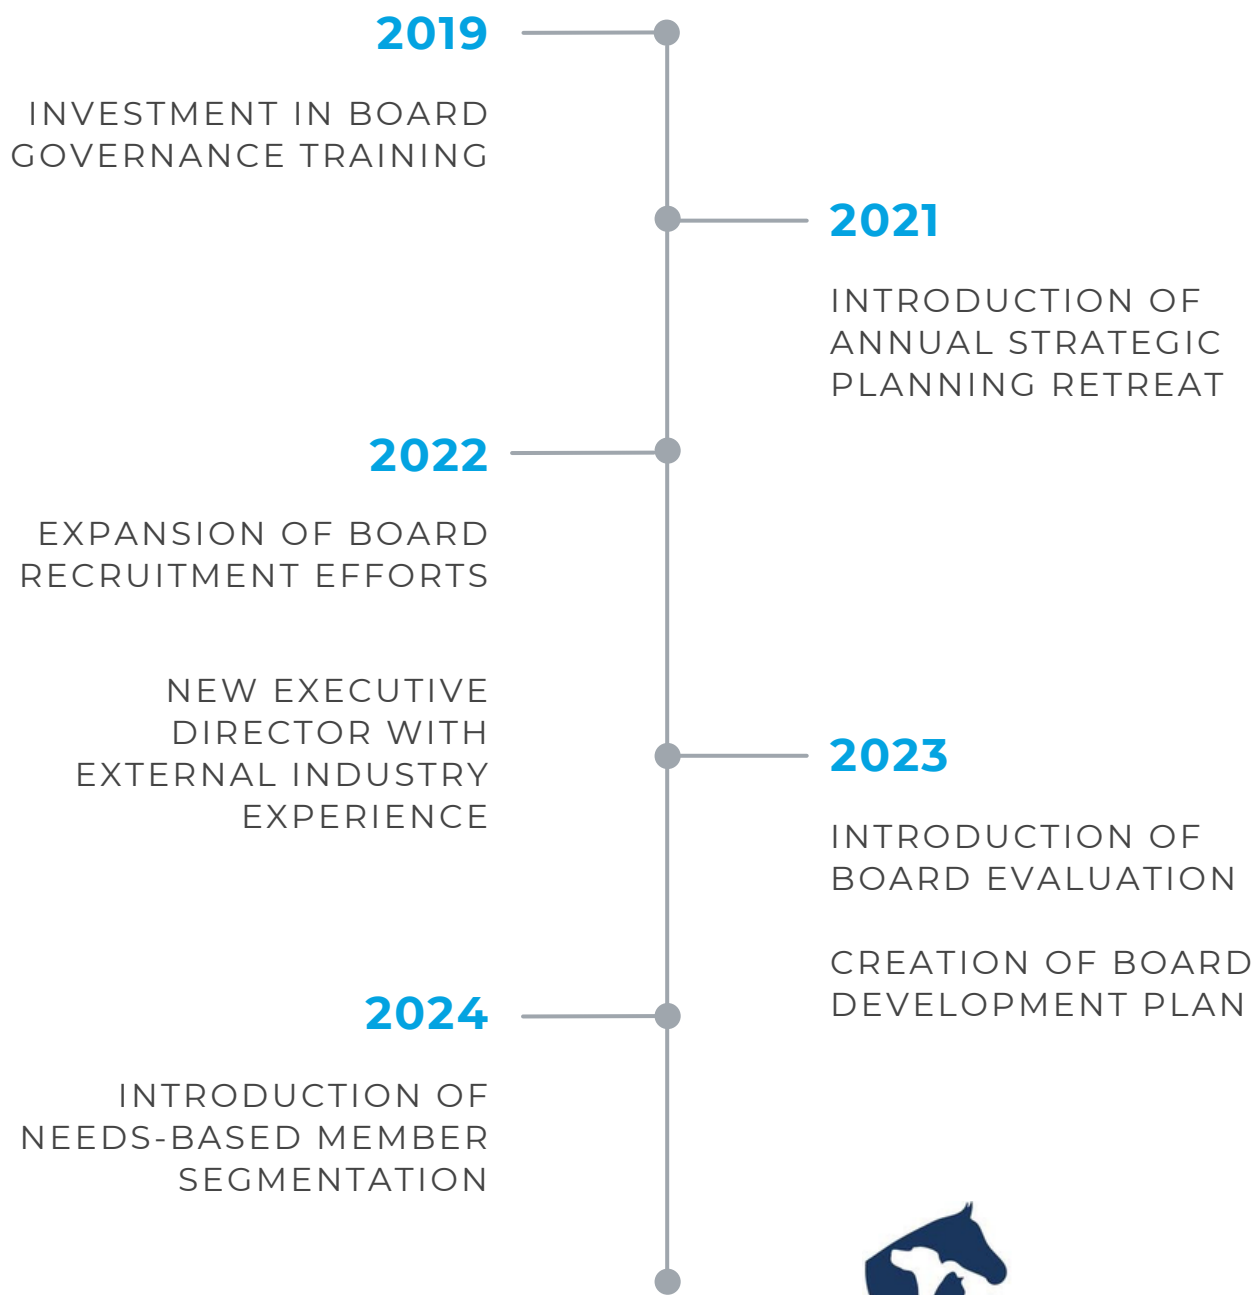 2019
INVESTMENT IN BOARD
GOVERNANCE TRAINING
2021
INTRODUCTION OF
ANNUAL STRATEGIC
PLANNING RETREAT
2022
EXPANSION OF BOARD
RECRUITMENT EFFORTS
NEW EXECUTIVE
DIRECTOR WITH
EXTERNAL INDUSTRY
EXPERIENCE
2023
INTRODUCTION OF
BOARD EVALUATION
CREATION OF BOARD
DEVELOPMENT PLAN
2024
INTRODUCTION OF
NEEDS-BASED MEMBER
SEGMENTATION